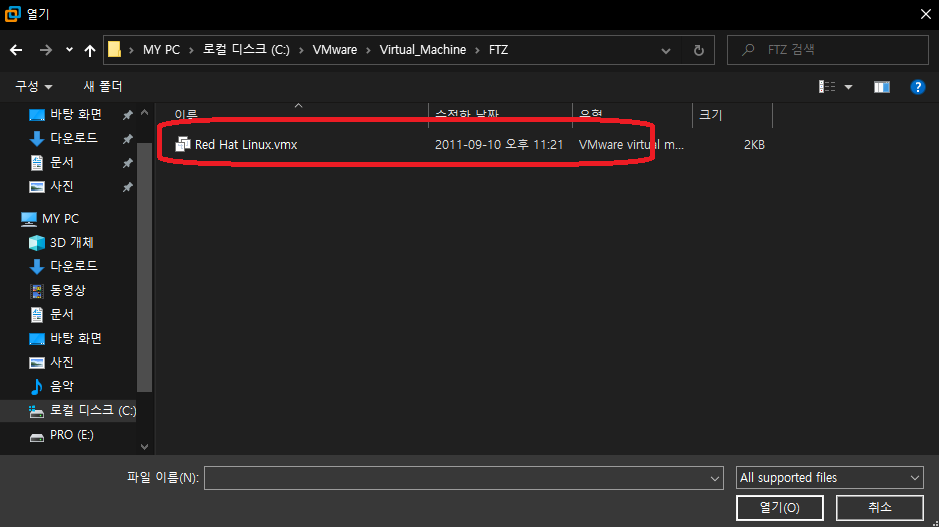 열기
MY PC > 로컬 디스크 (C:) > VMware > Virtual_Machine > FTZ
FTZ 검색
구성
새 폴더
이름 수정한 날짜 유형 크기
Red Hat Linux.vmx 2011-09-10 오후 11:21 VMware virtual m... 2KB
바탕 화면
다운로드
문서
사진
MY PC
3D 개체
다운로드
동영상
문서
바탕 화면
사진
음악
로컬 디스크 (C:)
PRO (E:)
파일 이름(N):
All supported files
열기(O)
취소